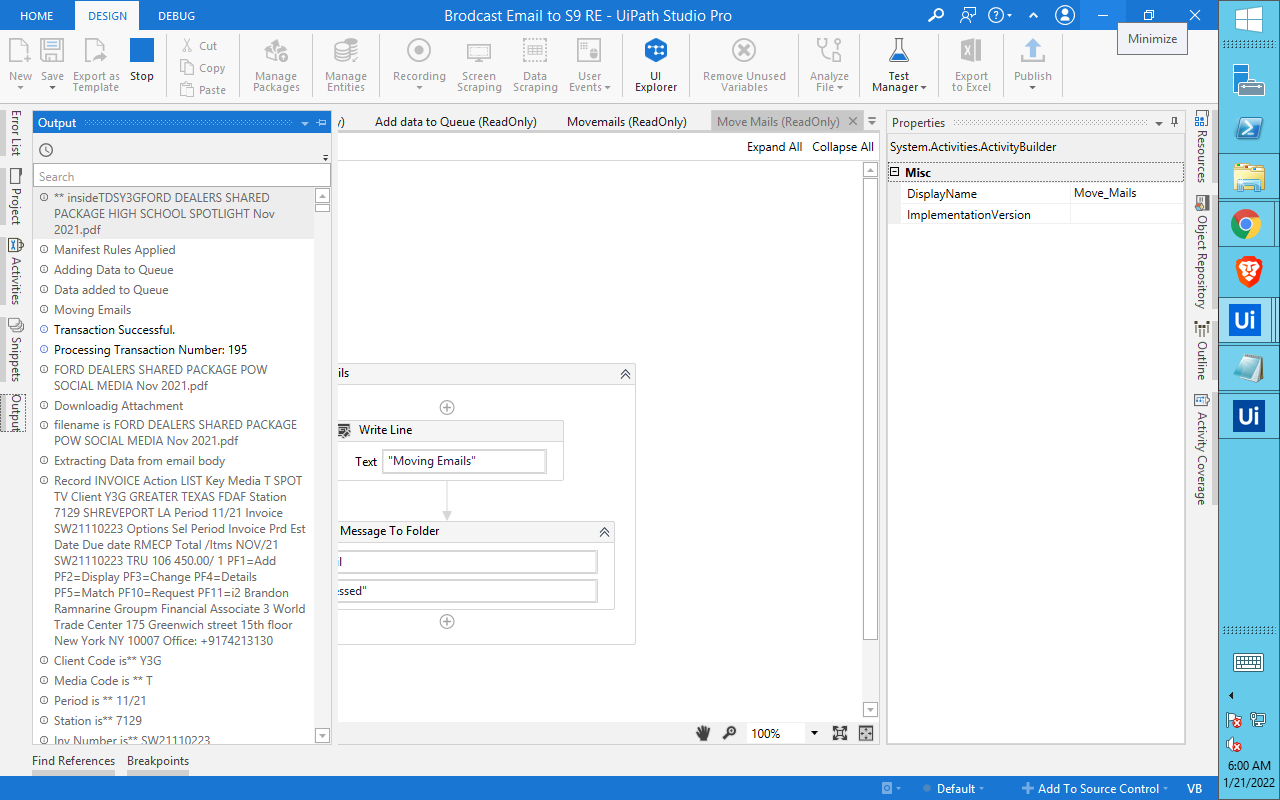 HOME DESIGN DEBUG Brodcast Email to S9 RE - UiPath Studio Pro
Minimize
New
Save
Export as
Template
Stop
Cut
Copy
Paste
Manage
Packages
Manage
Entities
Recording
Screen
Scraping
Data
Scraping
User
Events
UI
Explorer
Remove Unused
Variables
Analyze
File
Test
Manager
Export
to Excel
Publish
Error List
Project
Activities
Snippets
Output
Output
Search
** insideTDSY3GFORD DEALERS SHARED
PACKAGE HIGH SCHOOL SPOTLIGHT Nov
2021.pdf
Manifest Rules Applied
Adding Data to Queue
Data added to Queue
Moving Emails
Transaction Successful.
Processing Transaction Number: 195
FORD DEALERS SHARED PACKAGE POW
SOCIAL MEDIA Nov 2021.pdf
Downloadig Attachment
filename is FORD DEALERS SHARED PACKAGE
POW SOCIAL MEDIA Nov 2021.pdf
Extracting Data from email body
Record INVOICE Action LIST Key Media T SPOT
TV Client Y3G GREATER TEXAS FDAF Station
7129 SHREVEPORT LA Period 11/21 Invoice
SW21110223 Options Sel Period Invoice Prd Est
Date Due date RMECP Total /Itms NOV/21
SW21110223 TRU 106 450.00/ 1 PF1=Add
PF2=Display PF3=Change PF4=Details
PF5=Match PF10=Request PF11=i2 Brandon
Ramnarine Groupm Financial Associate 3 World
Trade Center 175 Greenwich street 15th floor
New York NY 10007 Office: +9174213130
Client Code is** Y3G
Media Code is ** T
Period is ** 11/21
Station is** 7129
Inv Number is** SW21110223
Find References Breakpoints
y) Add data to Queue (ReadOnly) Movemails (ReadOnly) Move Mails (ReadOnly)
Expand All Collapse All
ils
Write Line
Text "Moving Emails"
Message To Folder
il
essed"
100%
Properties
System.Activities.ActivityBuilder
Misc
DisplayName Move_Mails
ImplementationVersion
Resources
Object Repository
Outline
Activity Coverage
Default Add To Source Control VB
Ui
Ui
6:00 AM
1/21/2022